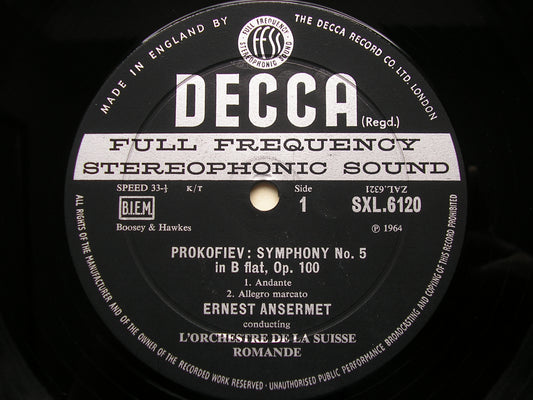 MADE IN ENGLAND BY
THE DECCA RECORD CO. LTD. LONDON
FULL FREQUENCY
ffss
STEREOPHONIC SOUND
DECCA
(Regd.)
FULL FREQUENCY
STEREOPHONIC SOUND
SPEED 33-⅓ K/T
Side
ZAL.6321
B.I.E.M.
1
SXL.6120
Boosey & Hawkes
℗ 1964
PROKOFIEV: SYMPHONY No. 5
in B flat, Op. 100
1. Andante
2. Allegro marcato
ERNEST ANSERMET
conducting
L'ORCHESTRE DE LA SUISSE
ROMANDE
ALL RIGHTS OF THE MANUFACTURER AND OF THE OWNER OF THE RECORDED WORK RESERVED · UNAUTHORISED PUBLIC PERFORMANCE BROADCASTING AND COPYING OF THIS RECORD PROHIBITED